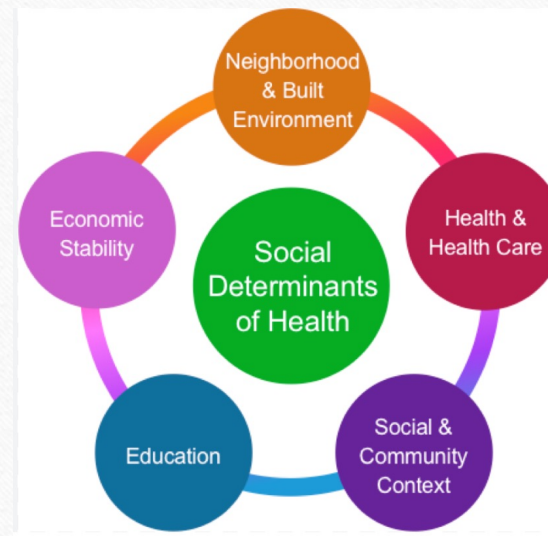 Neighborhood
& Built
Environment
Economic
Stability
Health &
Health Care
Social
Determinants
of Health
Education
Social &
Community
Context